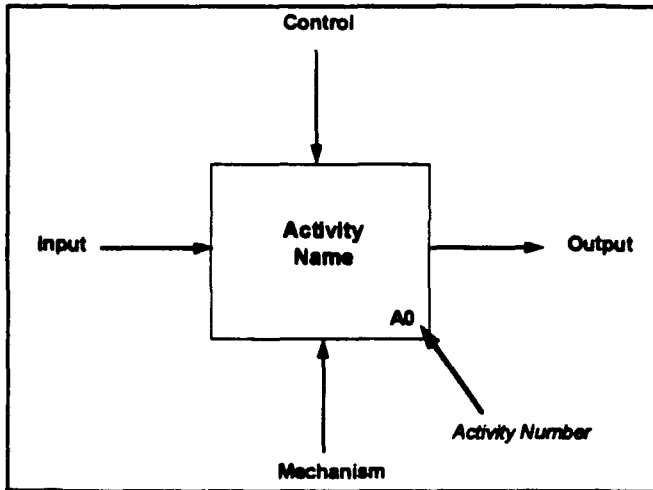 Control
Input
Activity
Name
Output
A0
Activity Number
Mechanism